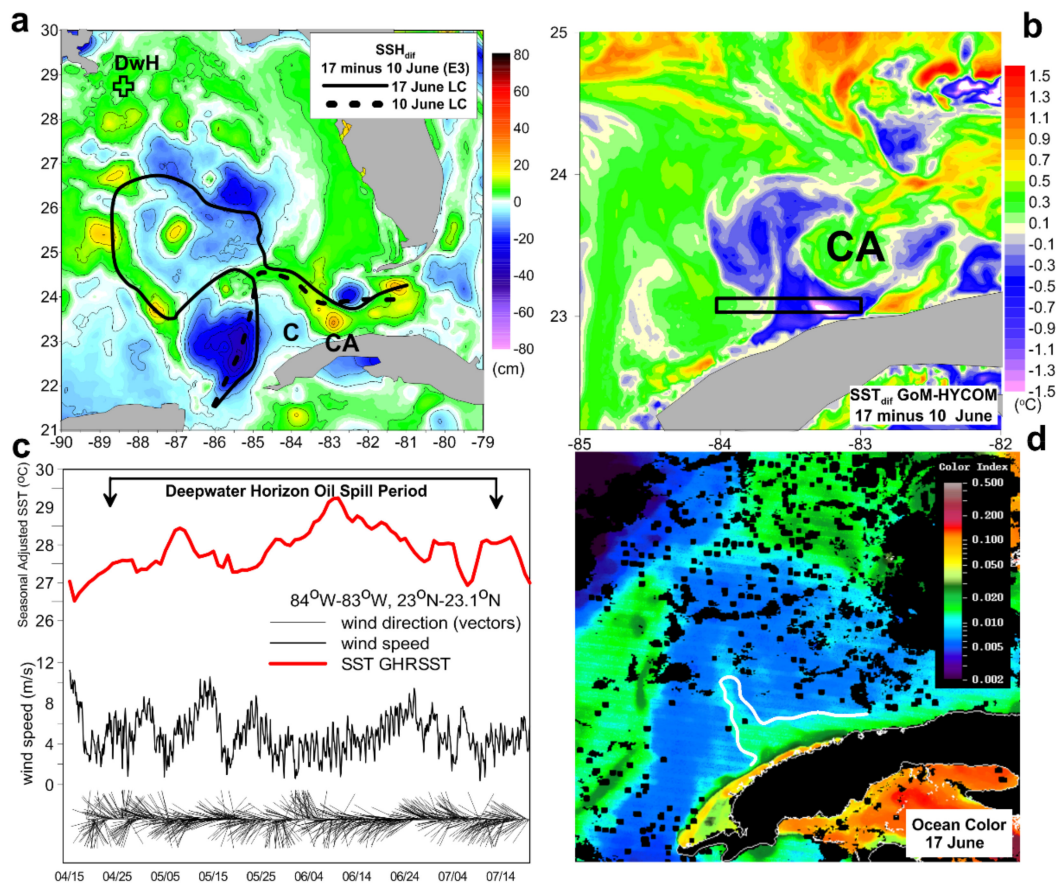 a
30
29
28
27
26
25
24
23
22
21
-90 -89 -88 -87 -86 -85 -84 -83 -82 -81 -80 -79
DwH
SSHdif
17 minus 10 June (E3)
17 June LC
10 June LC
C
CA
80
60
40
20
0
-20
-40
-60
-80
(cm)
b
25
24
23
-85 -84 -83 -82
CA
SSTdif GoM-HYCOM
17 minus 10 June
1.5
1.3
1.1
0.9
0.7
0.5
0.3
0.1
-0.1
-0.3
-0.5
-0.7
-0.9
-1.1
-1.3
-1.5
(oC)
c
Seasonal Adjusted SST (oC)
30
29
28
27
26
Deepwater Horizon Oil Spill Period
84oW-83oW, 23oN-23.1oN
wind direction (vectors)
wind speed
SST GHRSST
wind speed (m/s)
12
8
4
0
04/15 04/25 05/05 05/15 05/25 06/04 06/14 06/24 07/04 07/14
d
Color Index
0.500
0.200
0.100
0.050
0.020
0.010
0.005
0.002
Ocean Color
17 June